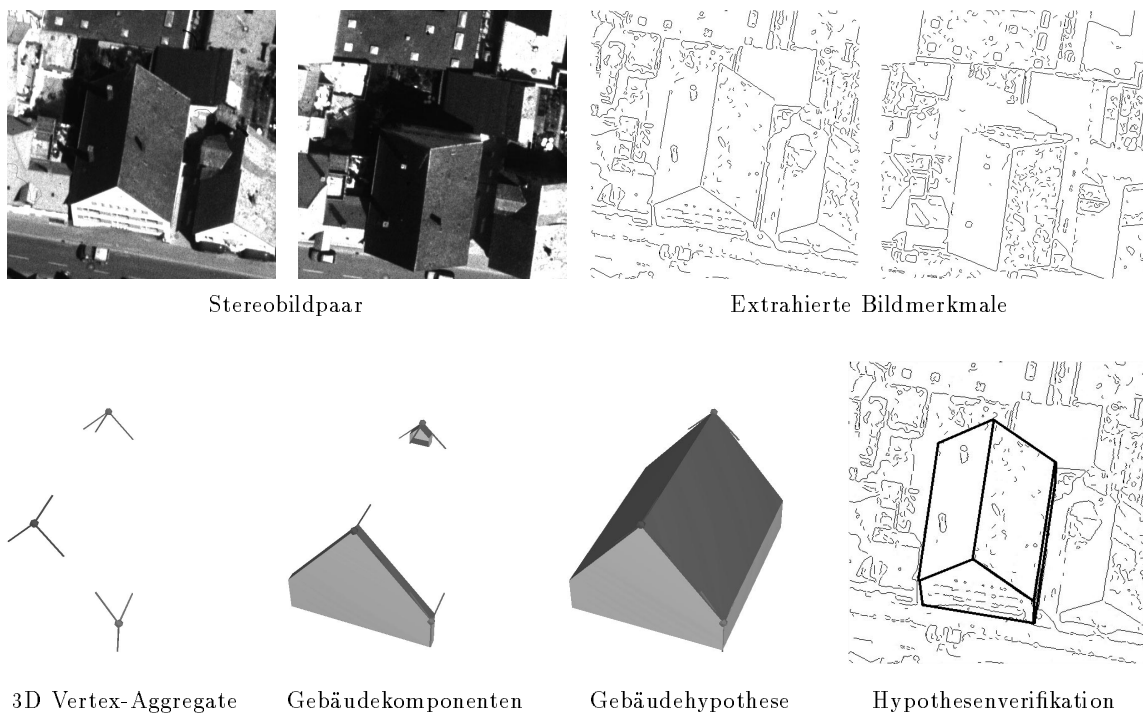 Stereobildpaar
Extrahierte Bildmerkmale
3D Vertex-Aggregate
Gebäudekomponenten
Gebäudehypothese
Hypothesenverifikation